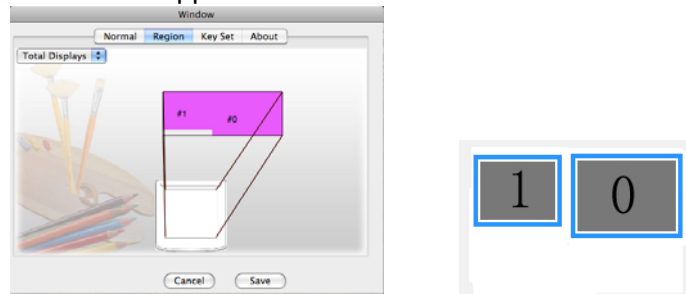 Window
Normal Region Key Set About
Total Displays
#1 #0
Cancel Save
1 0